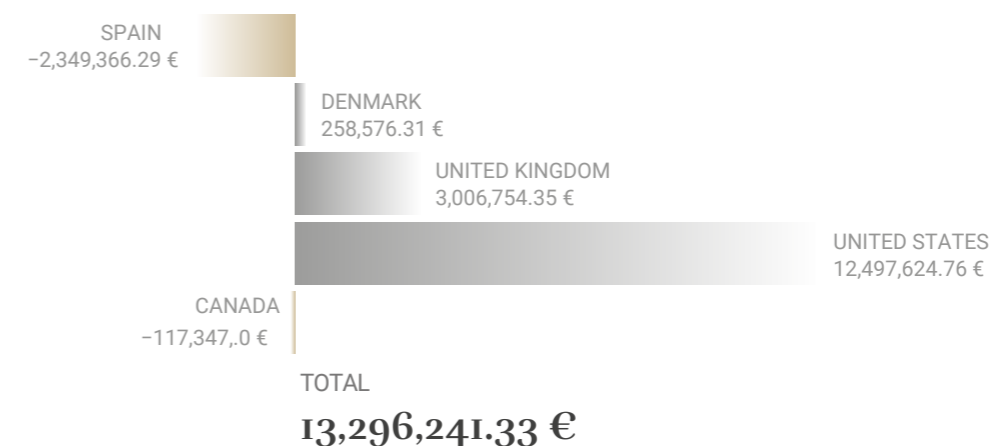 SPAIN
−2,349,366.29 €
DENMARK
258,576.31 €
UNITED KINGDOM
3,006,754.35 €
UNITED STATES
12,497,624.76 €
CANADA
−117,347,.0 €
TOTAL
13,296,241.33 €